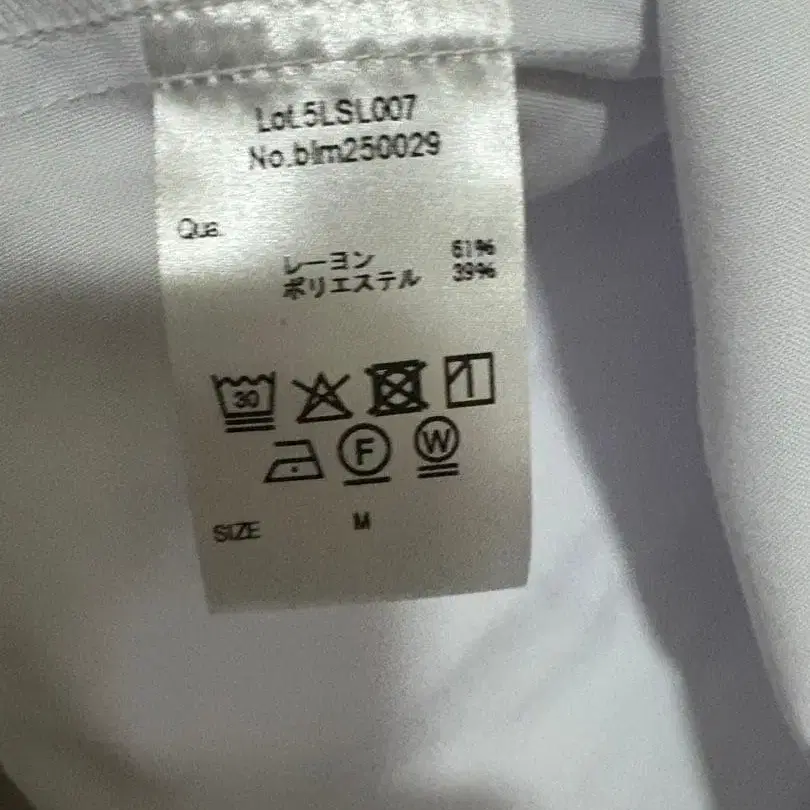 Lot.5LSL007
No.blm250029
Qua.
レーヨン 61%
ポリエステル 39%
30
F W
SIZE M